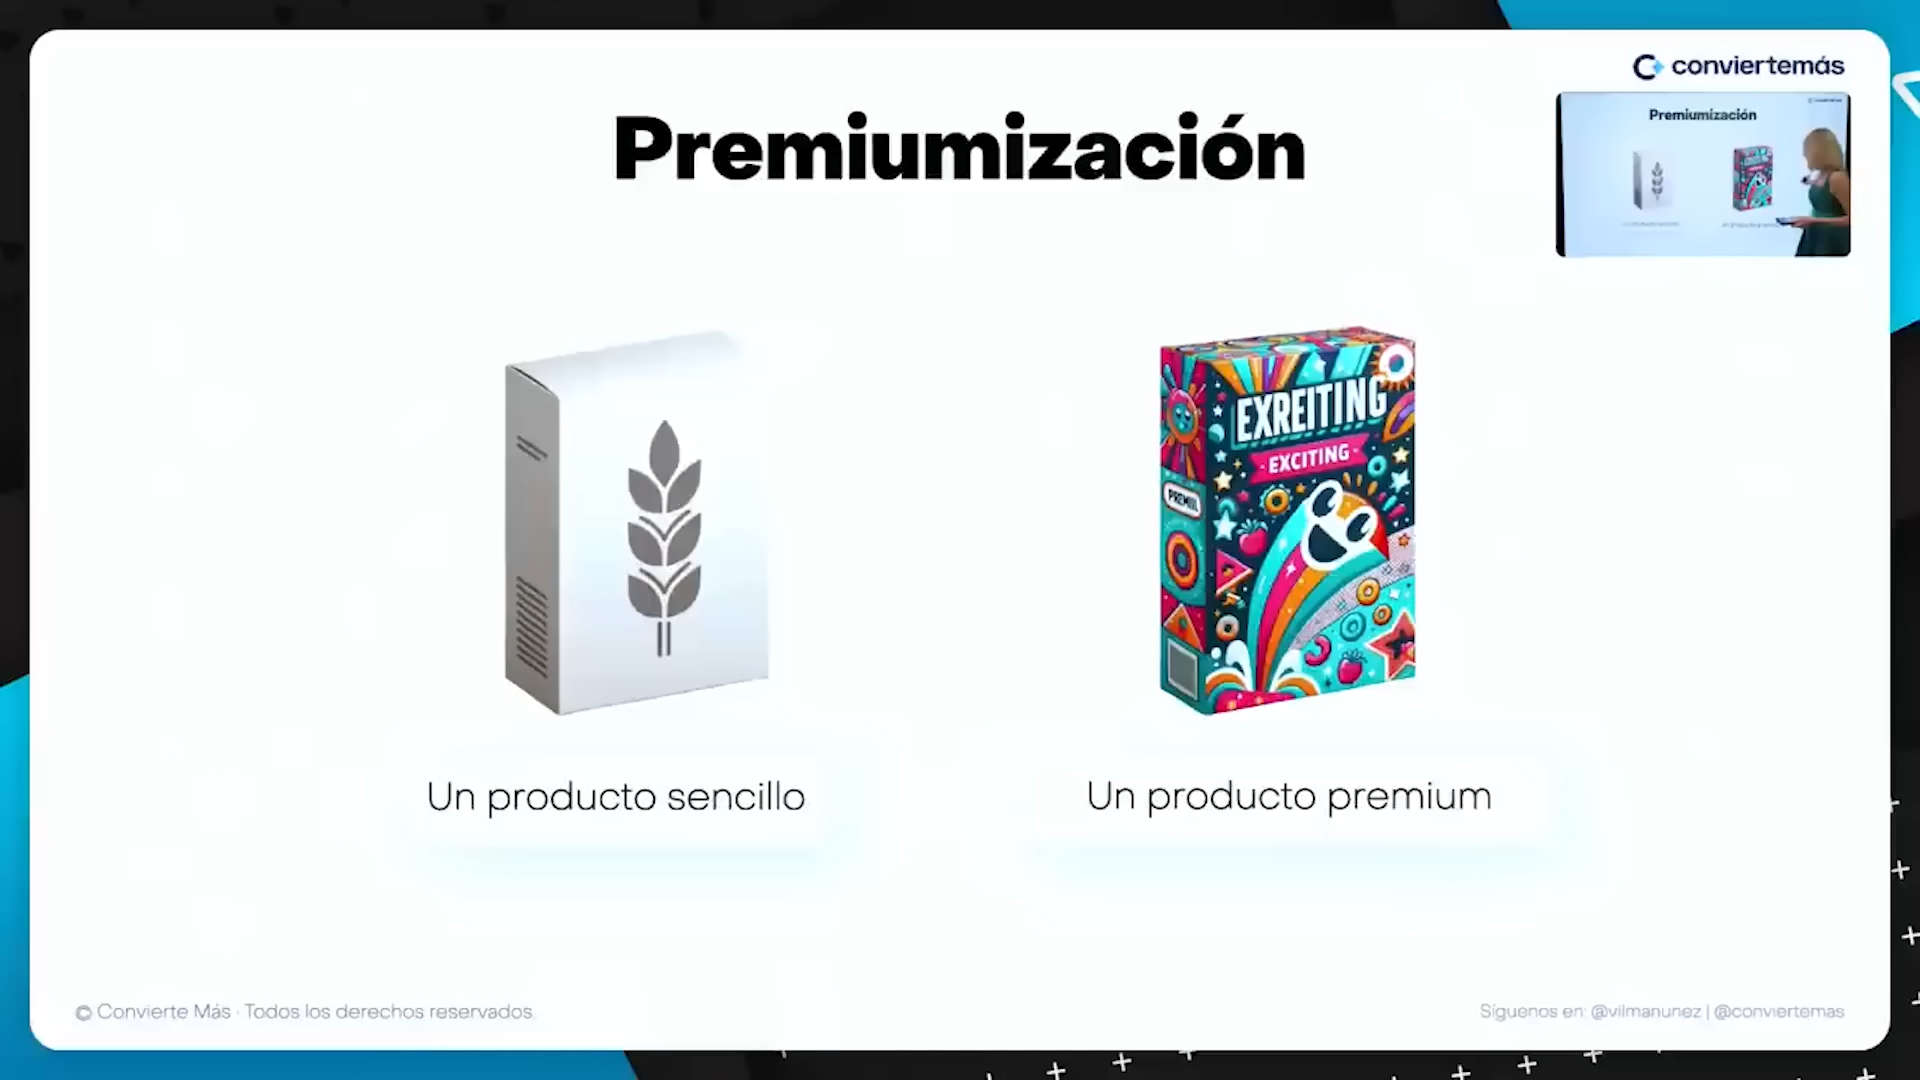 conviertemás
Premiumización
Premiumización
EXREITING
EXCITING
PREMIUL
Un producto sencillo
Un producto premium
© Convierte Más · Todos los derechos reservados.
Síguenos en: @vilmanunez | @conviertemas